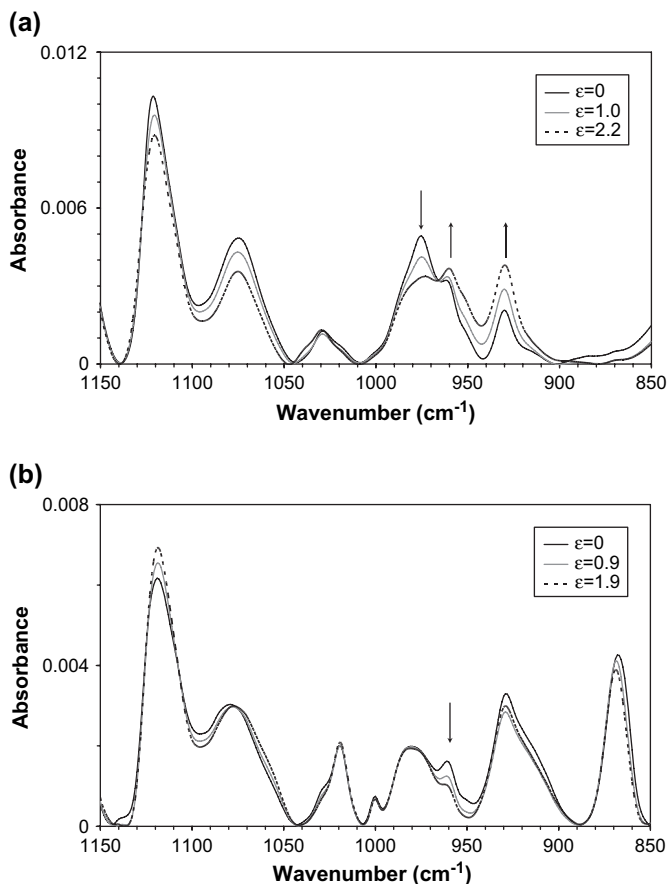 (a)
0.012
0.006
0
Absorbance
ε=0
ε=1.0
ε=2.2
1150 1100 1050 1000 950 900 850
Wavenumber (cm⁻¹)
(b)
0.008
0.004
0
Absorbance
ε=0
ε=0.9
ε=1.9
1150 1100 1050 1000 950 900 850
Wavenumber (cm⁻¹)